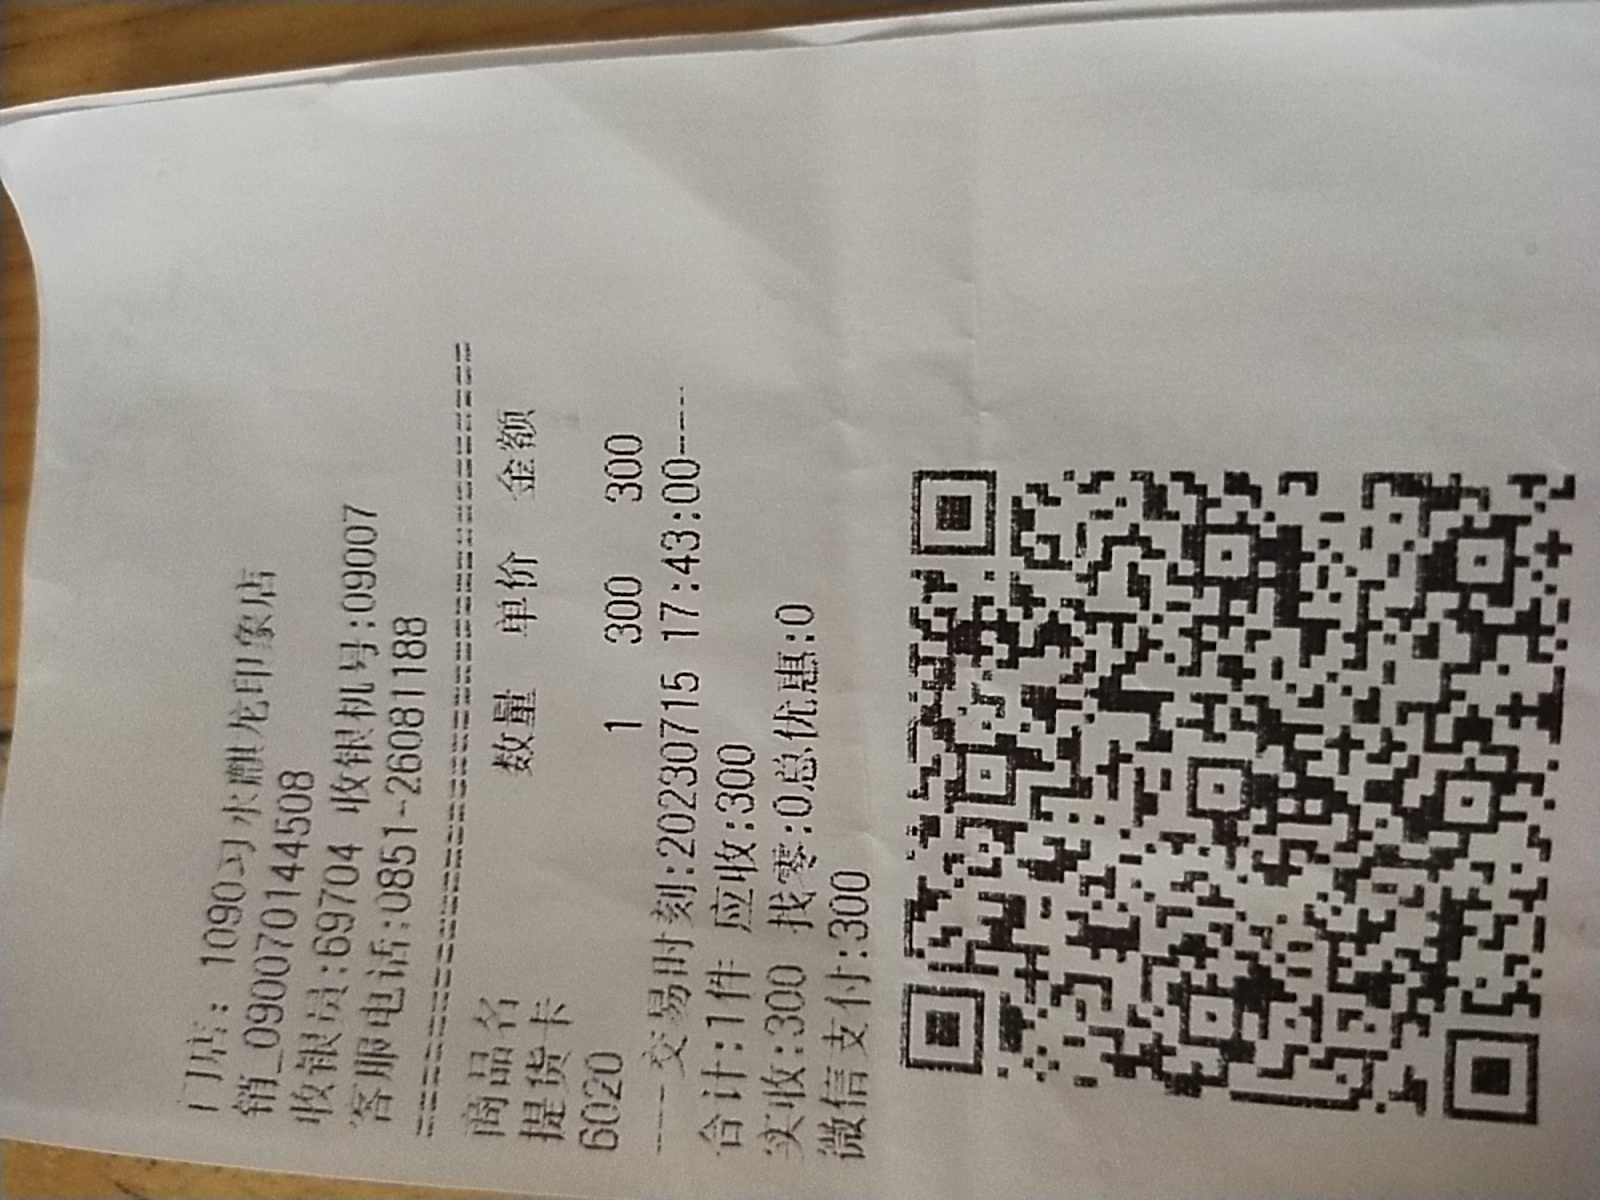 门店: 1090习水麒龙印象店
销_090070144508
收银员:69704 收银机号:09007
客服电话:0851-26081188
================================
商品名 数量 单价 金额
提货卡
6020 1 300 300
----交易时刻:20230715 17:43:00----
合计:1件 应收:300
实收:300 找零:0总优惠:0
微信支付:300